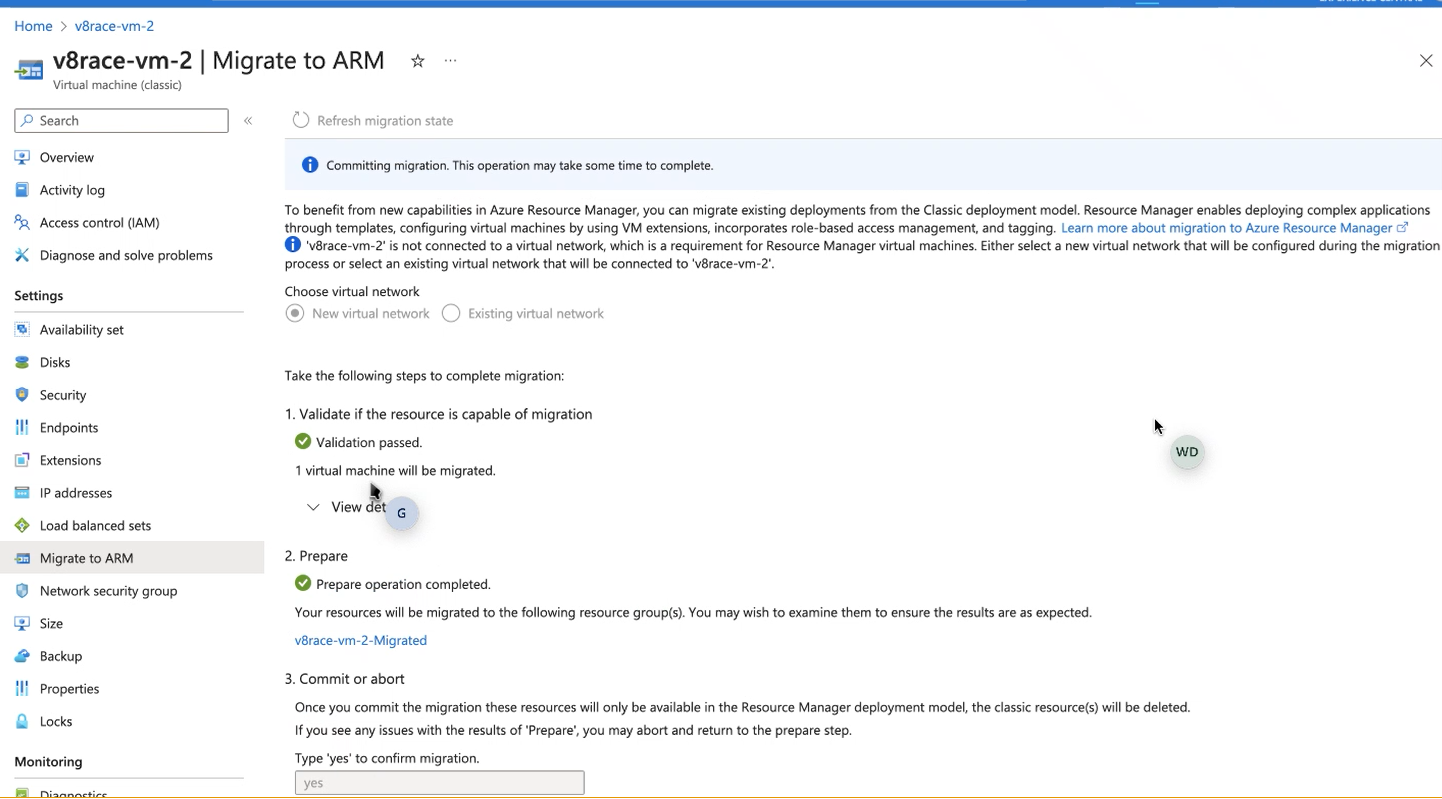 Home > v8race-vm-2
v8race-vm-2 | Migrate to ARM
Virtual machine (classic)
Search
Overview
Activity log
Access control (IAM)
Diagnose and solve problems
Settings
Availability set
Disks
Security
Endpoints
Extensions
IP addresses
Load balanced sets
Migrate to ARM
Network security group
Size
Backup
Properties
Locks
Monitoring
Diagnostics
Refresh migration state
Committing migration. This operation may take some time to complete.
To benefit from new capabilities in Azure Resource Manager, you can migrate existing deployments from the Classic deployment model. Resource Manager enables deploying complex applications
through templates, configuring virtual machines by using VM extensions, incorporates role-based access management, and tagging. Learn more about migration to Azure Resource Manager
'v8race-vm-2' is not connected to a virtual network, which is a requirement for Resource Manager virtual machines. Either select a new virtual network that will be configured during the migration
process or select an existing virtual network that will be connected to 'v8race-vm-2'.
Choose virtual network
New virtual network Existing virtual network
Take the following steps to complete migration:
1. Validate if the resource is capable of migration
Validation passed.
1 virtual machine will be migrated.
View det
G
WD
2. Prepare
Prepare operation completed.
Your resources will be migrated to the following resource group(s). You may wish to examine them to ensure the results are as expected.
v8race-vm-2-Migrated
3. Commit or abort
Once you commit the migration these resources will only be available in the Resource Manager deployment model, the classic resource(s) will be deleted.
If you see any issues with the results of 'Prepare', you may abort and return to the prepare step.
Type 'yes' to confirm migration.
yes